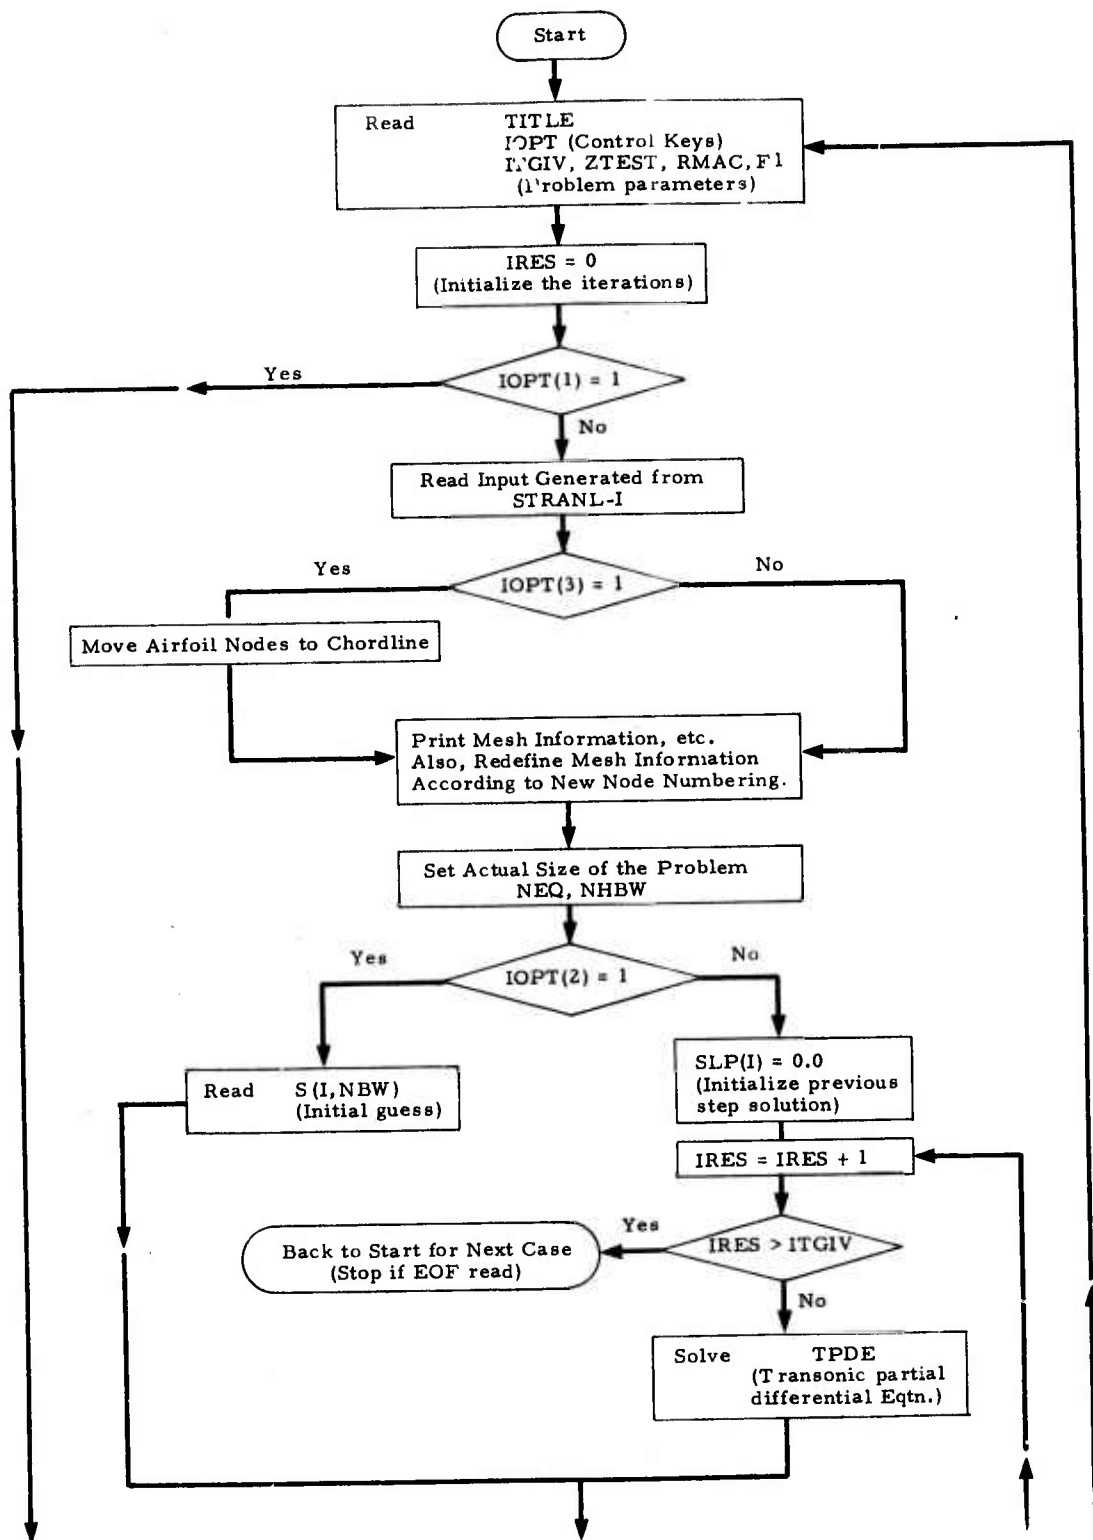 Start
Read TITLE
IOPT (Control Keys)
ITGIV, ZTEST, RMAC, F1
(Problem parameters)
IRES = 0
(Initialize the iterations)
Yes
IOPT(1) = 1
No
Read Input Generated from
STRANL-I
Yes
IOPT(3) = 1
No
Move Airfoil Nodes to Chordline
Print Mesh Information, etc.
Also, Redefine Mesh Information
According to New Node Numbering.
Set Actual Size of the Problem
NEQ, NHBW
Yes
IOPT(2) = 1
No
Read S(I,NBW)
(Initial guess)
SLP(I) = 0.0
(Initialize previous
step solution)
IRES = IRES + 1
Yes
IRES > ITGIV
Back to Start for Next Case
(Stop if EOF read)
No
Solve TPDE
(Transonic partial
differential Eqtn.)